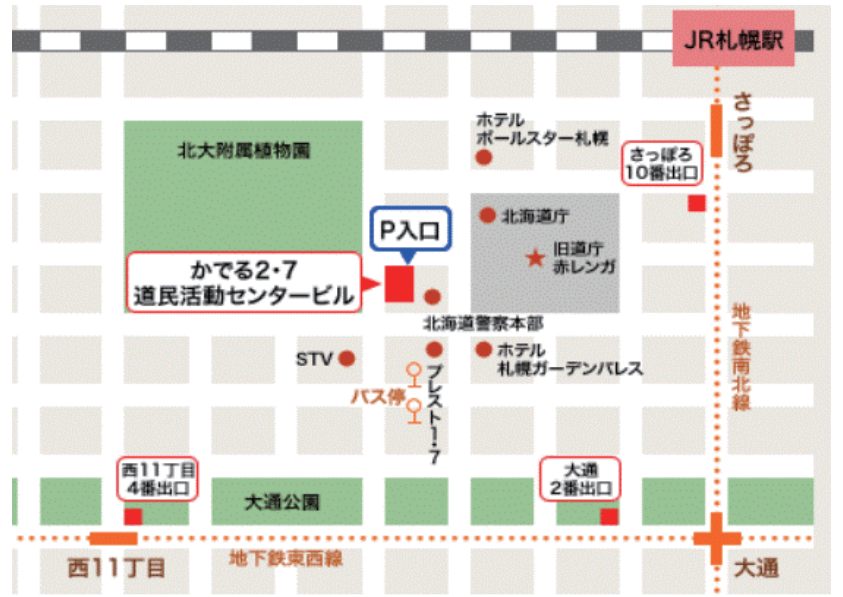 JR札幌駅
さっぽろ
ホテル
ポールスター札幌
さっぽろ
10番出口
北大附属植物園
P入口
北海道庁
旧道庁
赤レンガ
かでる2・7
道民活動センタービル
北海道警察本部
地下鉄南北線
STV
ホテル
札幌ガーデンパレス
プレスト1・7
バス停
西11丁目
4番出口
大通
2番出口
大通公園
地下鉄東西線
西11丁目
大通